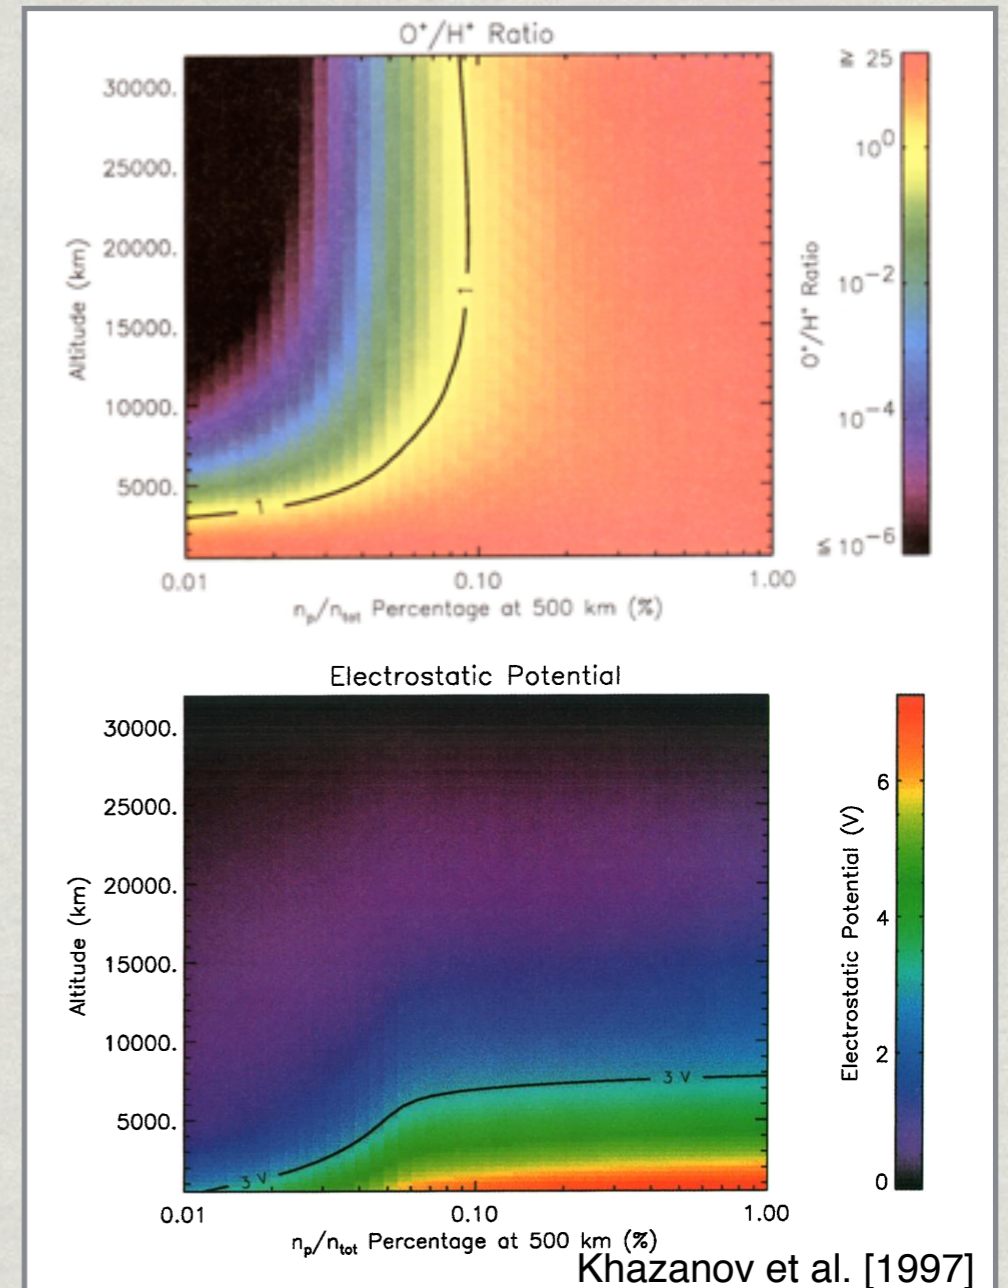 O⁺/H⁺ Ratio
30000.
25000.
20000.
15000.
10000.
5000.
Altitude (km)
1
1
0.01 0.10 1.00
nₚ/nₜₒₜ Percentage at 500 km (%)
≥ 25
10⁰
10⁻²
10⁻⁴
≤ 10⁻⁶
O⁺/H⁺ Ratio
Electrostatic Potential
30000.
25000.
20000.
15000.
10000.
5000.
Altitude (km)
3 V
3 V
0.01 0.10 1.00
nₚ/nₜₒₜ Percentage at 500 km (%)
6
4
2
0
Electrostatic Potential (V)
Khazanov et al. [1997]